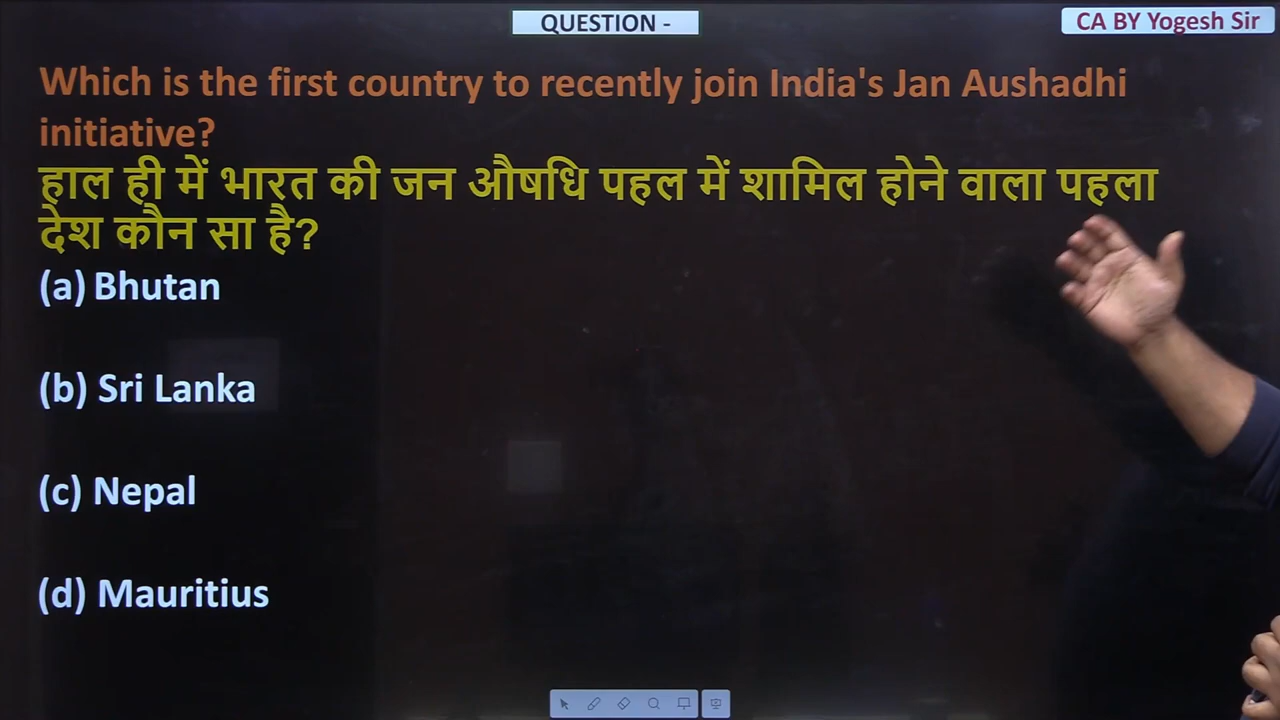 QUESTION -
CA BY Yogesh Sir
Which is the first country to recently join India's Jan Aushadhi
initiative?
हाल ही में भारत की जन औषधि पहल में शामिल होने वाला पहला
देश कौन सा है?
(a) Bhutan
(b) Sri Lanka
(c) Nepal
(d) Mauritius